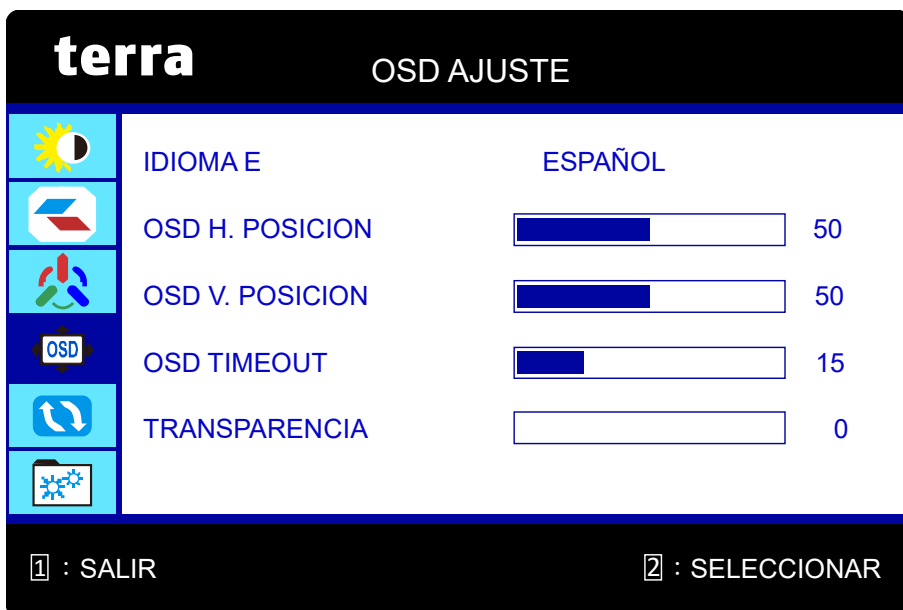 terra
OSD AJUSTE
IDIOMA E ESPAÑOL
OSD H. POSICION 50
OSD V. POSICION 50
OSD
OSD TIMEOUT 15
TRANSPARENCIA 0
1 : SALIR
2 : SELECCIONAR